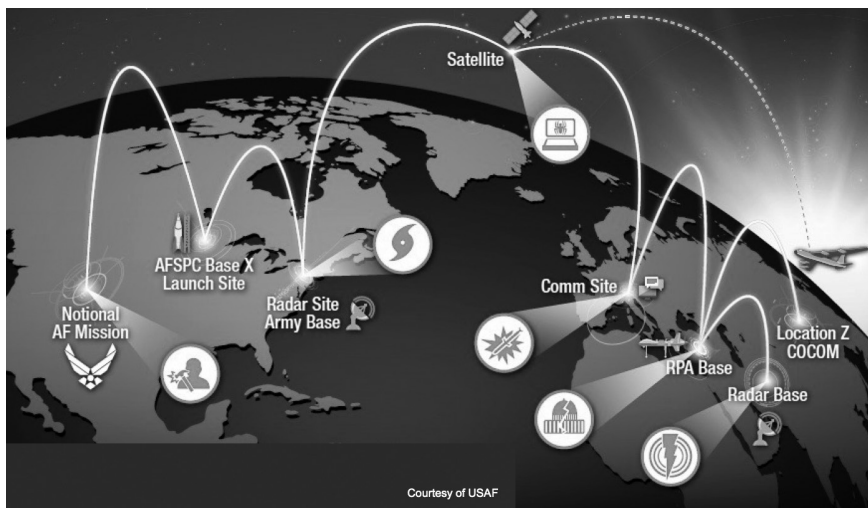 Satellite
AFSPC Base X
Launch Site
Notional
AF Mission
Radar Site
Army Base
Comm Site
RPA Base
Location Z
COCOM
Radar Base
Courtesy of USAF